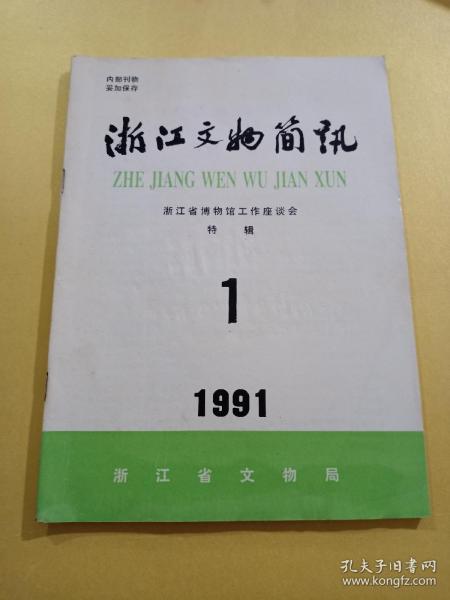 内部刊物
妥加保存
浙江文物简讯
ZHE JIANG WEN WU JIAN XUN
浙江省博物馆工作座谈会
特 辑
1
1991
浙江省文物局
孔夫子旧书网
www.kongfz.com